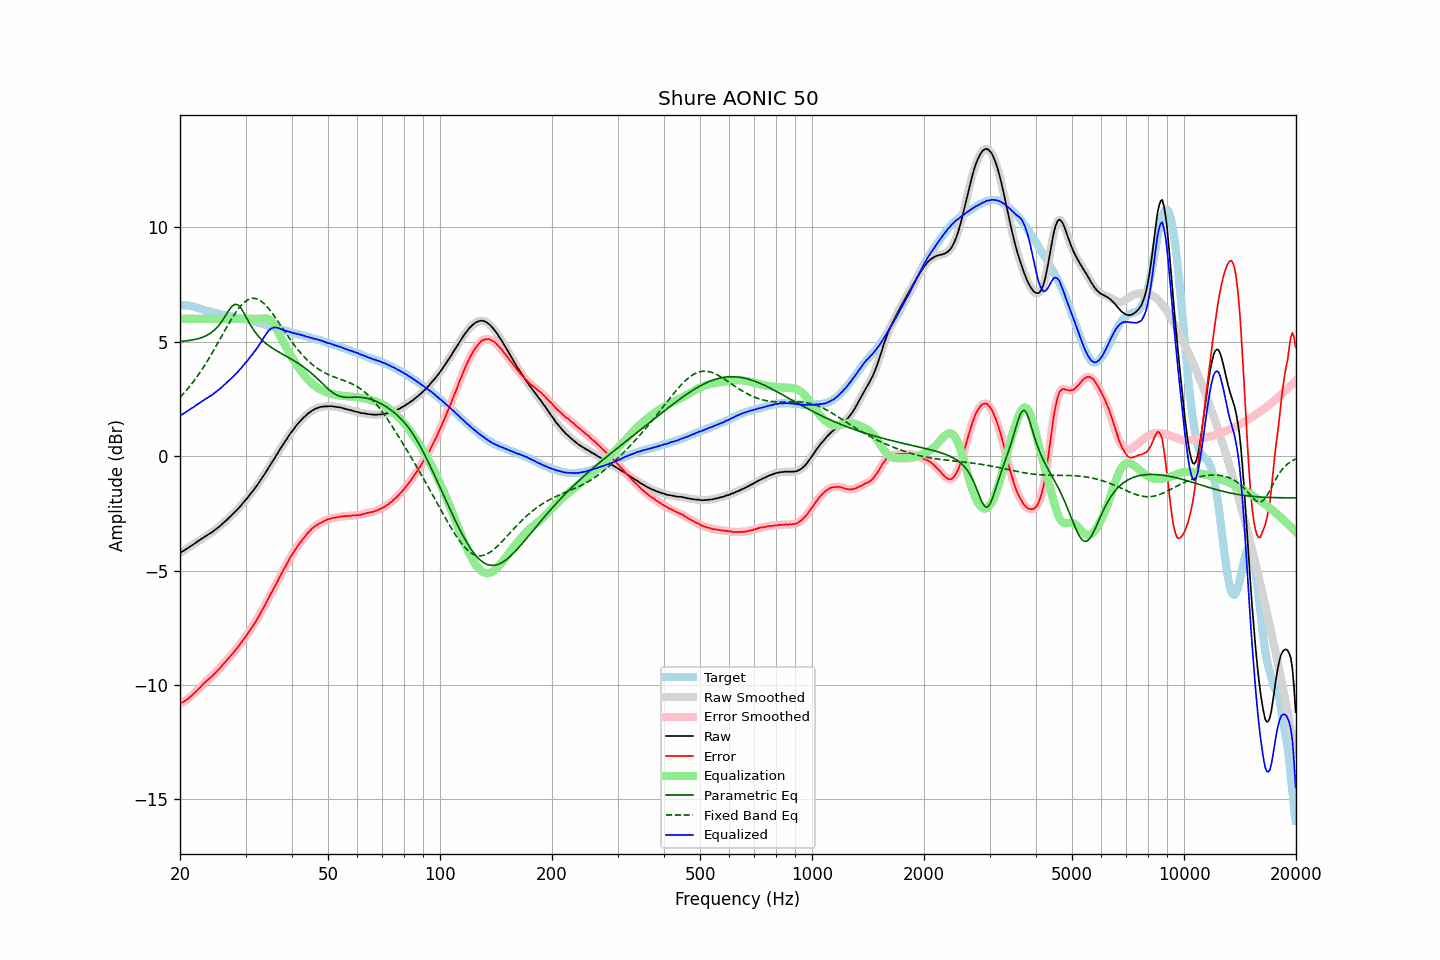 Shure AONIC 50
Amplitude (dBr)
10
5
0
−5
−10
−15
Target
Raw Smoothed
Error Smoothed
Raw
Error
Equalization
Parametric Eq
Fixed Band Eq
Equalized
20 50 100 200 500 1000 2000 5000 10000 20000
Frequency (Hz)